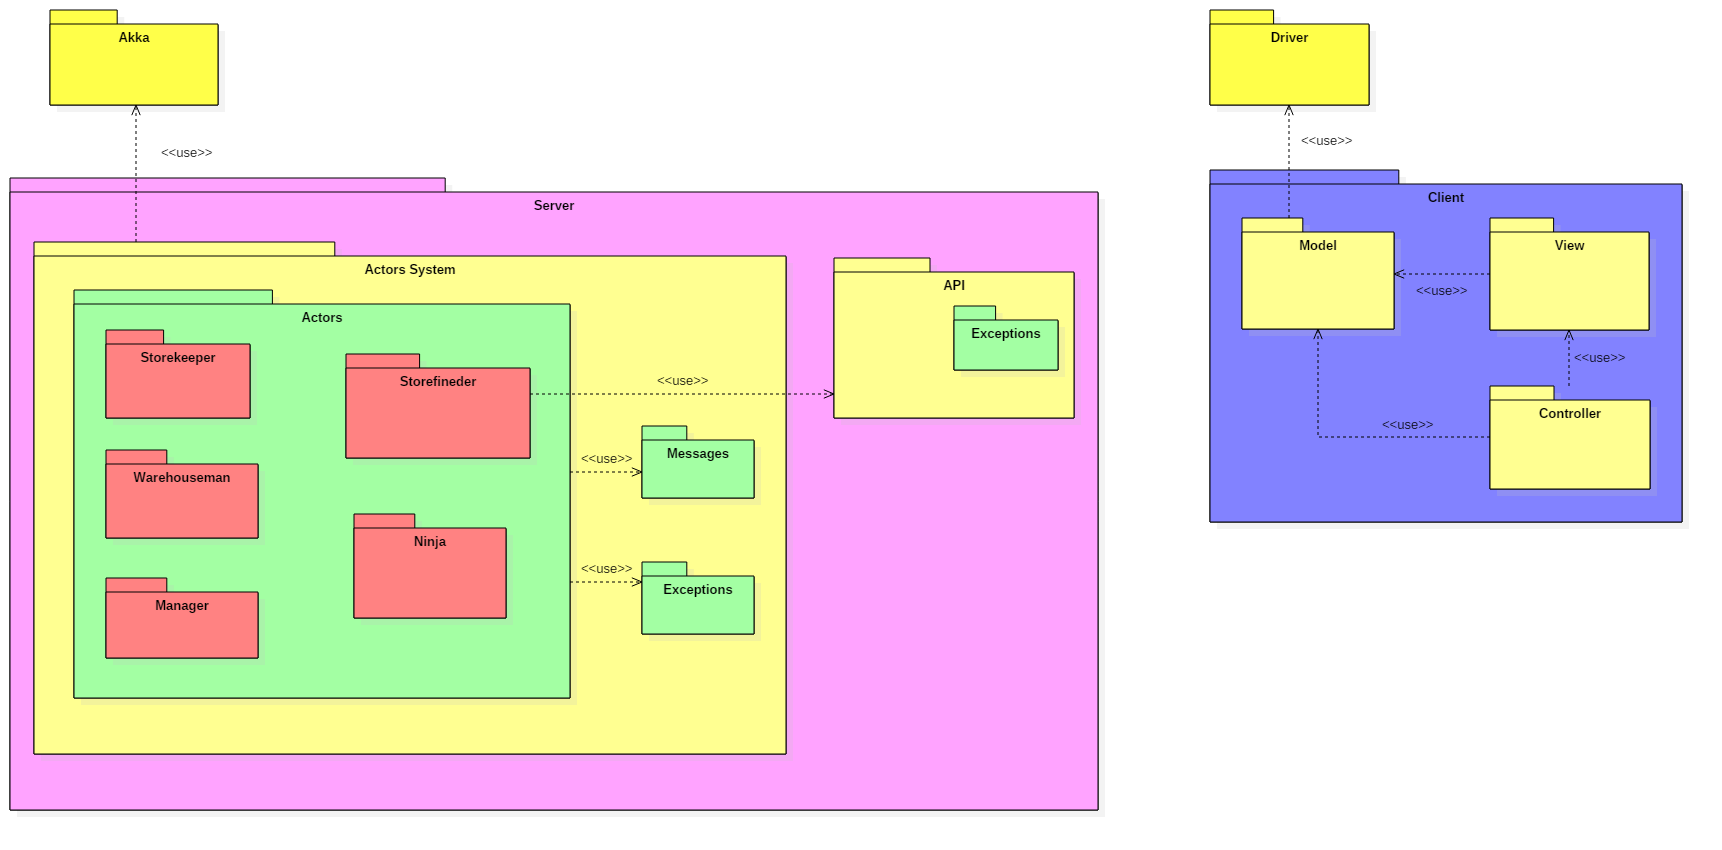 Akka
<<use>>
Server
Actors System
Actors
Storekeeper
Storefineder
Warehouseman
Ninja
Manager
<<use>>
API
Exceptions
<<use>>
Messages
<<use>>
Exceptions
Driver
<<use>>
Client
Model
View
<<use>>
<<use>>
Controller
<<use>>